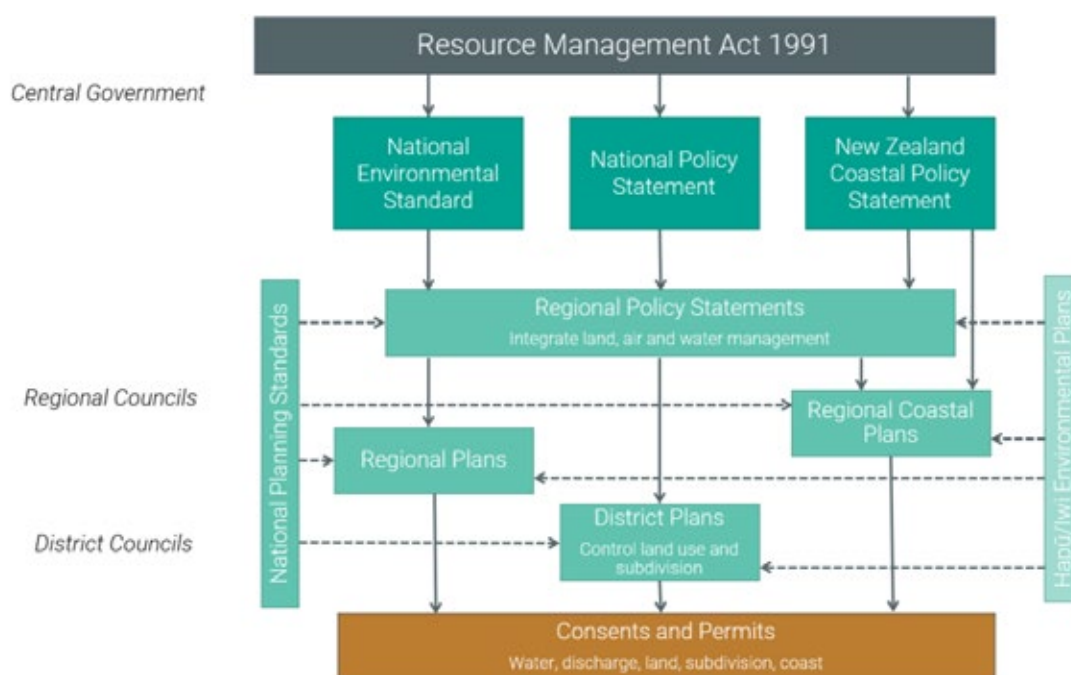 Resource Management Act 1991
Central Government
National
Environmental
Standard
National Policy
Statement
New Zealand
Coastal Policy
Statement
National Planning Standards
Regional Policy Statements
Integrate land, air and water management
Hapū/Iwi Environmental Plans
Regional Councils
Regional Coastal
Plans
Regional Plans
District Councils
District Plans
Control land use and
subdivision
Consents and Permits
Water, discharge, land, subdivision, coast